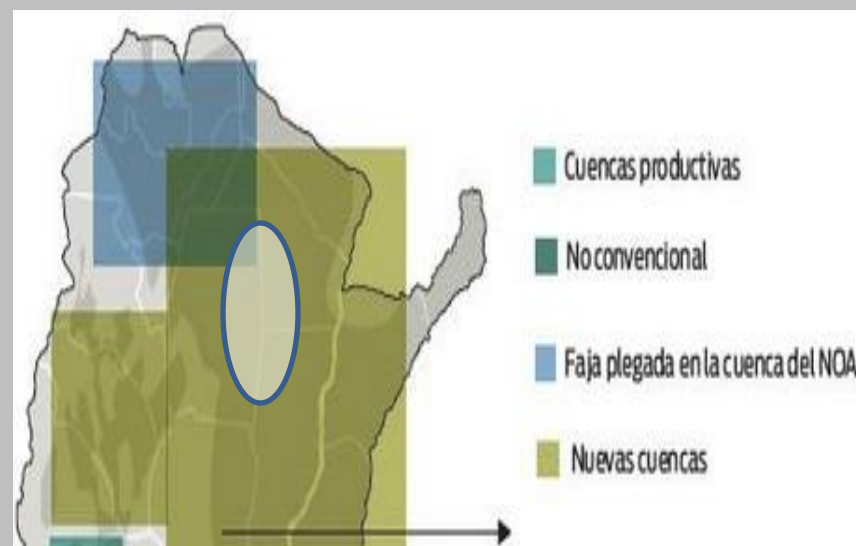 Cuencas productivas
No convencional
Faja plegada en la cuenca del NOA
Nuevas cuencas